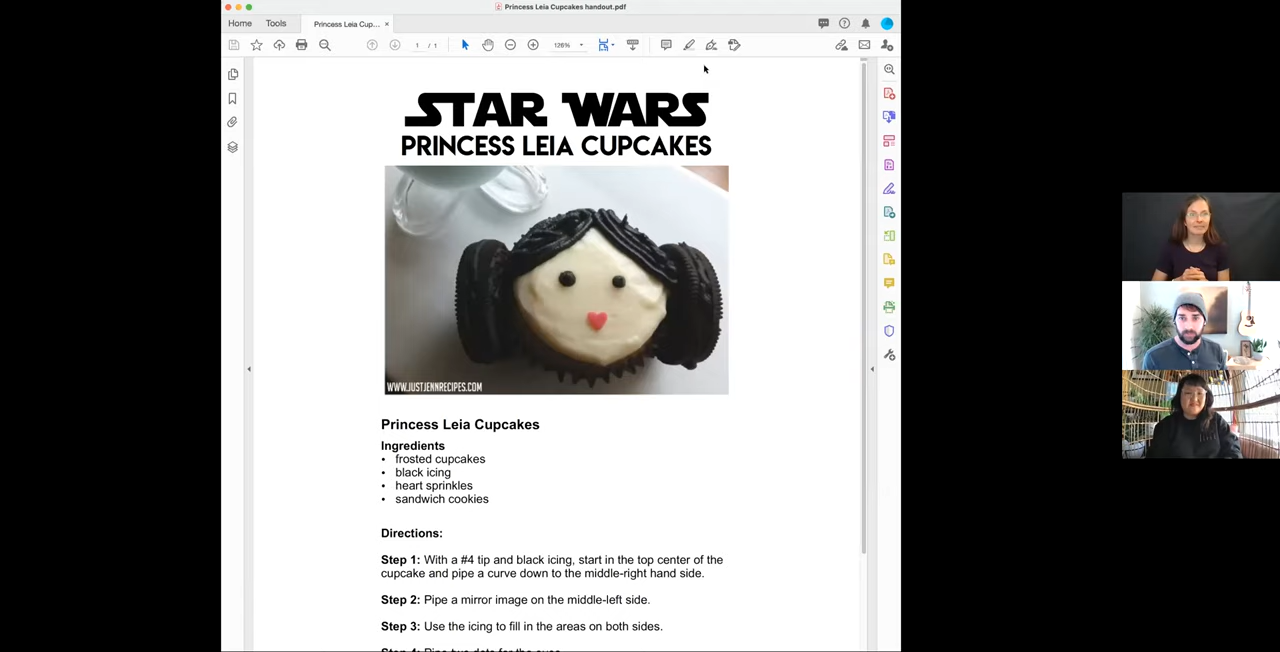 Princess Leia Cupcakes handout.pdf
Home
Tools
Princess Leia Cup... ×
1 / 1
126%
STAR WARS
PRINCESS LEIA CUPCAKES
WWW.JUSTJENNRECIPES.COM
Princess Leia Cupcakes
Ingredients
• frosted cupcakes
• black icing
• heart sprinkles
• sandwich cookies
Directions:
Step 1: With a #4 tip and black icing, start in the top center of the
cupcake and pipe a curve down to the middle-right hand side.
Step 2: Pipe a mirror image on the middle-left side.
Step 3: Use the icing to fill in the areas on both sides.